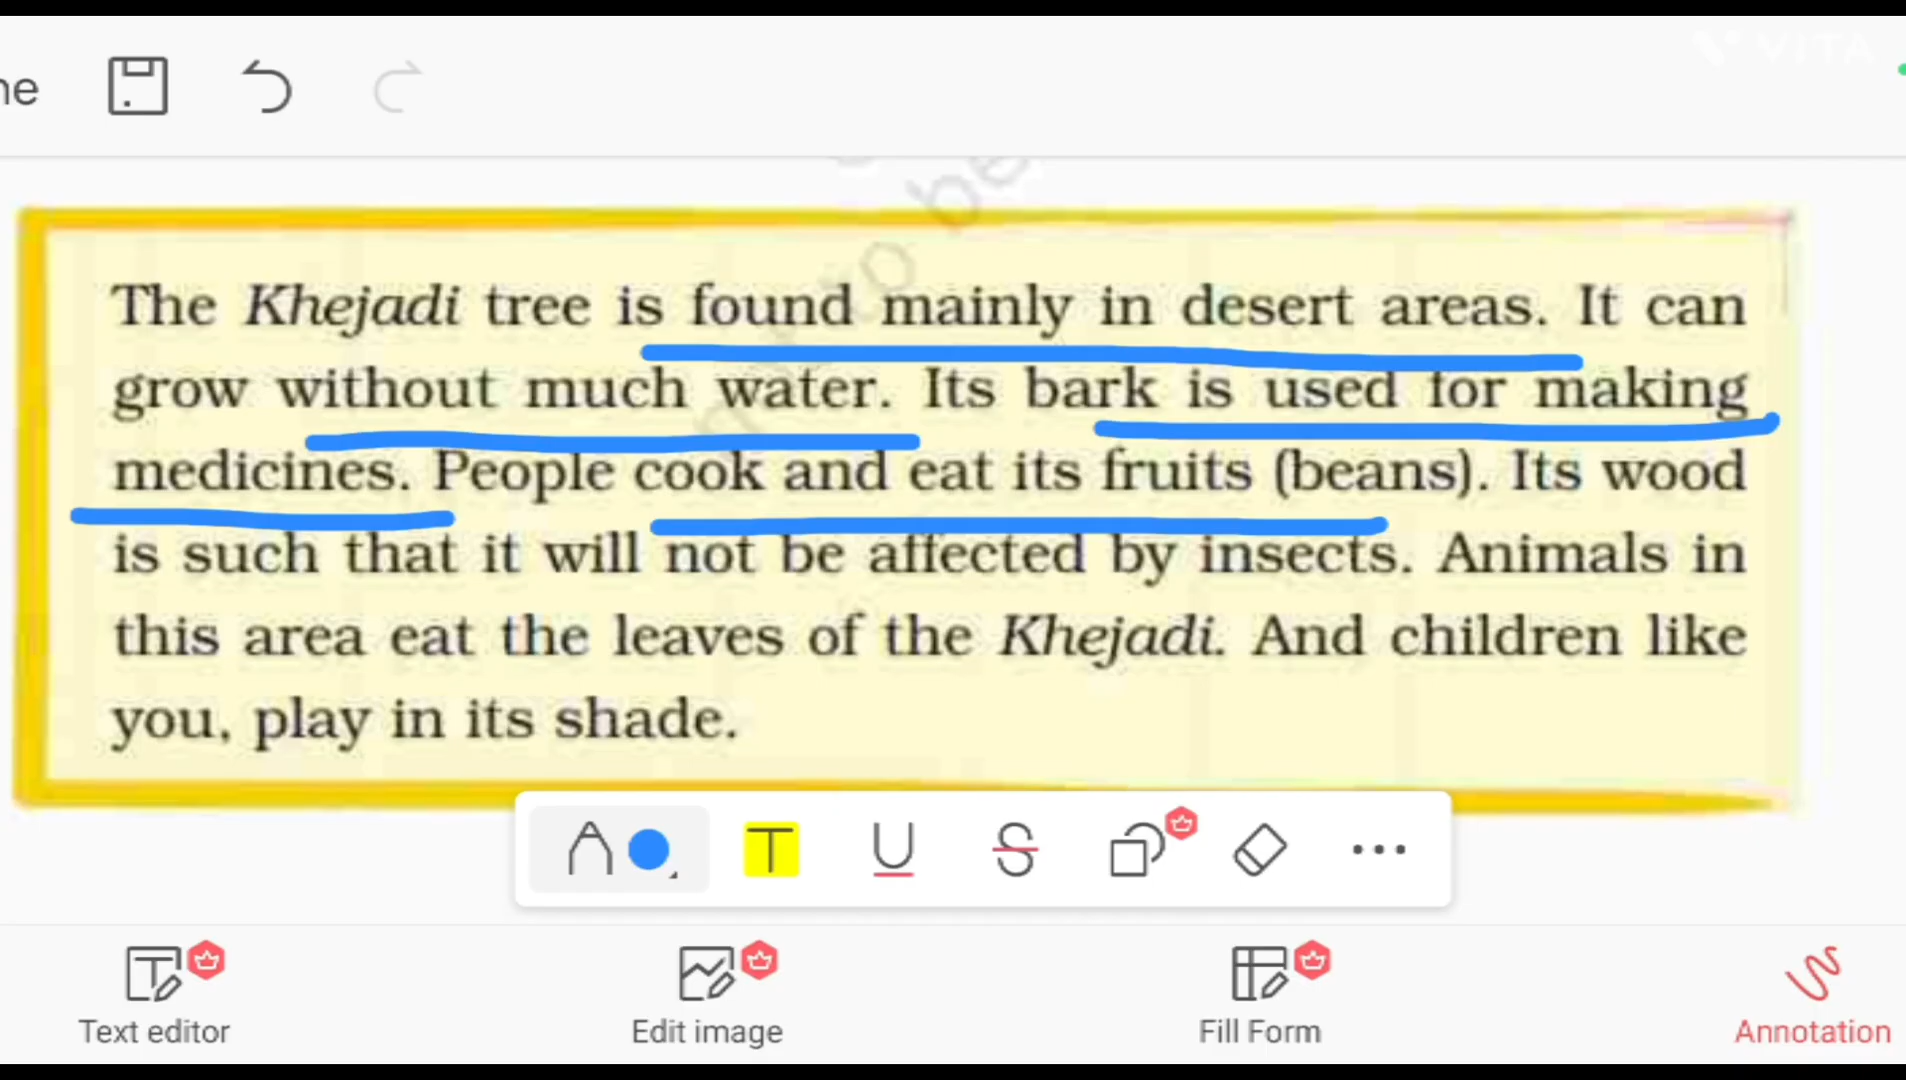 VITA
ne
to be
The Khejadi tree is found mainly in desert areas. It can
grow without much water. Its bark is used for making
medicines. People cook and eat its fruits (beans). Its wood
is such that it will not be affected by insects. Animals in
this area eat the leaves of the Khejadi. And children like
you, play in its shade.
T U S
Text editor
Edit image
Fill Form
Annotation